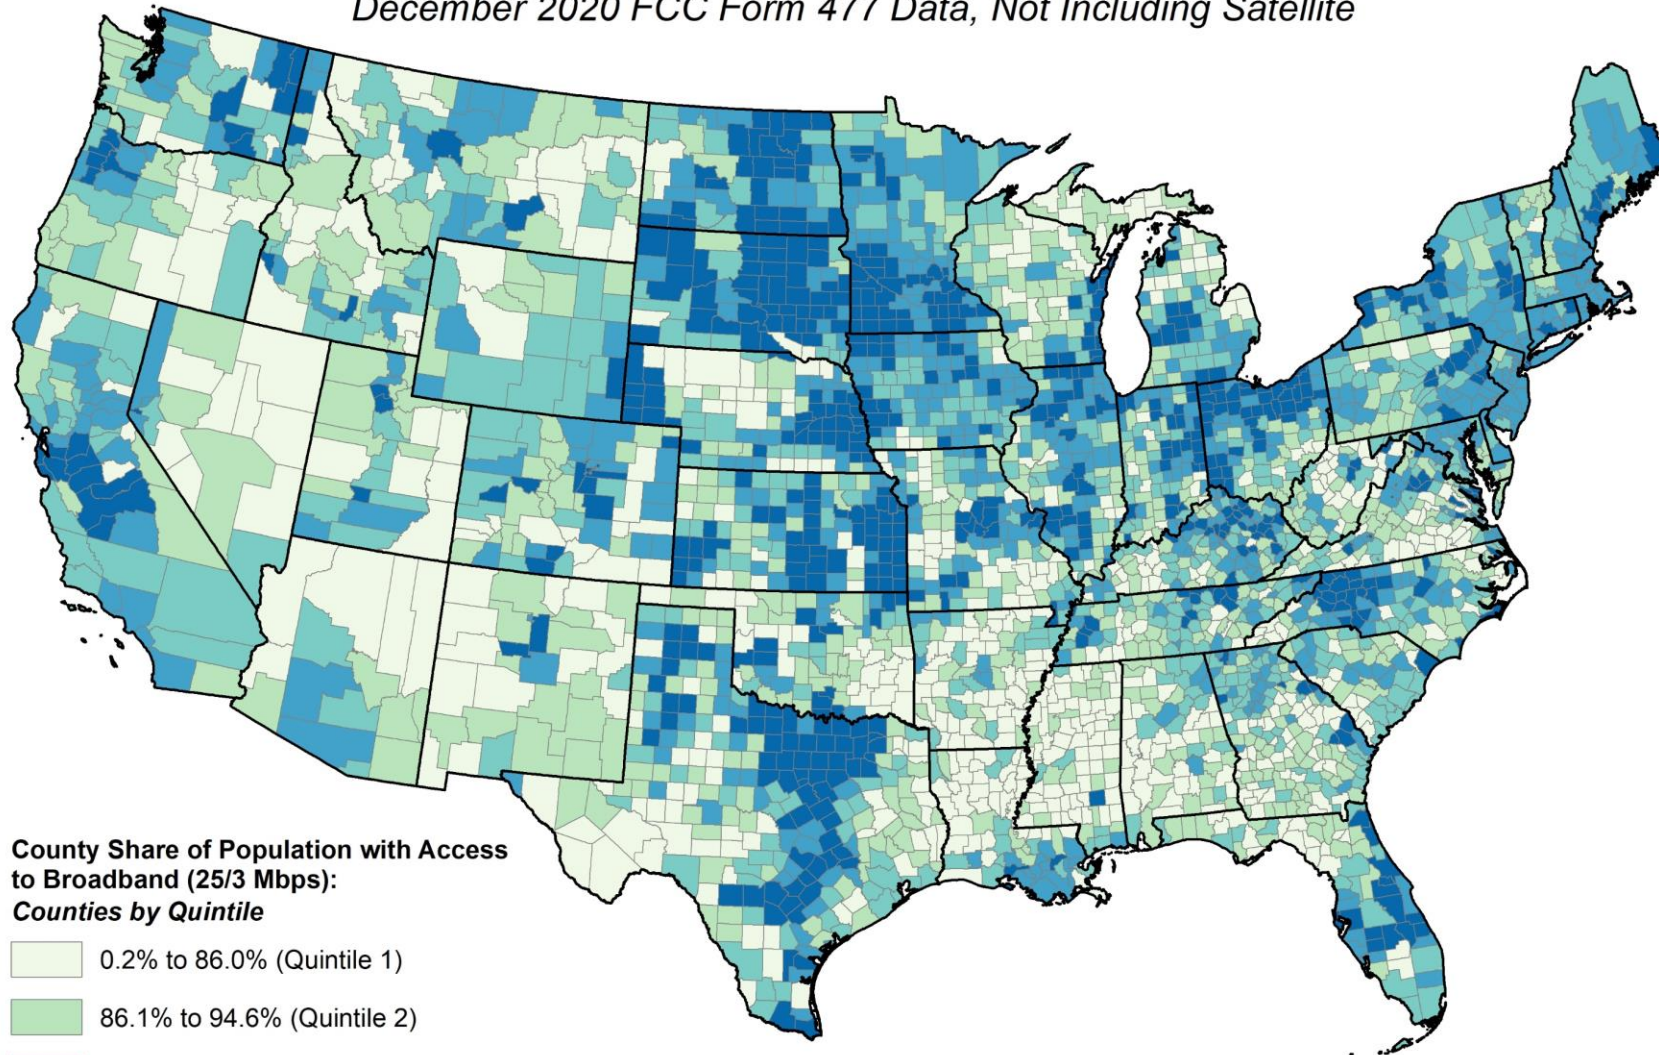 December 2020 FCC Form 477 Data, Not Including Satellite
County Share of Population with Access
to Broadband (25/3 Mbps):
Counties by Quintile
0.2% to 86.0% (Quintile 1)
86.1% to 94.6% (Quintile 2)